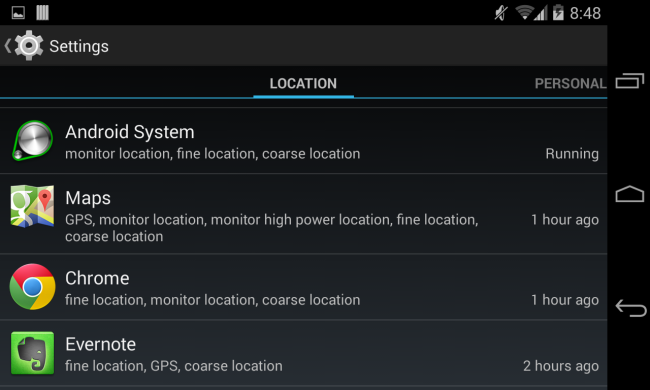 8:48
Settings
LOCATION
PERSONAL
Android System
monitor location, fine location, coarse location
Running
Maps
GPS, monitor location, monitor high power location, fine location,
coarse location
1 hour ago
Chrome
fine location, monitor location, coarse location
1 hour ago
Evernote
fine location, GPS, coarse location
2 hours ago